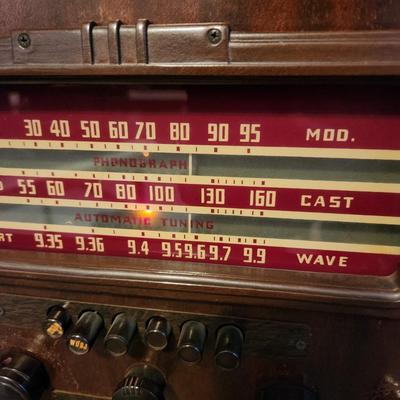 30 40 50 60 70 80 90 95 MOD.
PHONOGRAPH
55 60 70 80 100 130 160 CAST
AUTOMATIC TUNING
RT 9.35 9.36 9.4 9.5 9.6 9.7 9.9 WAVE